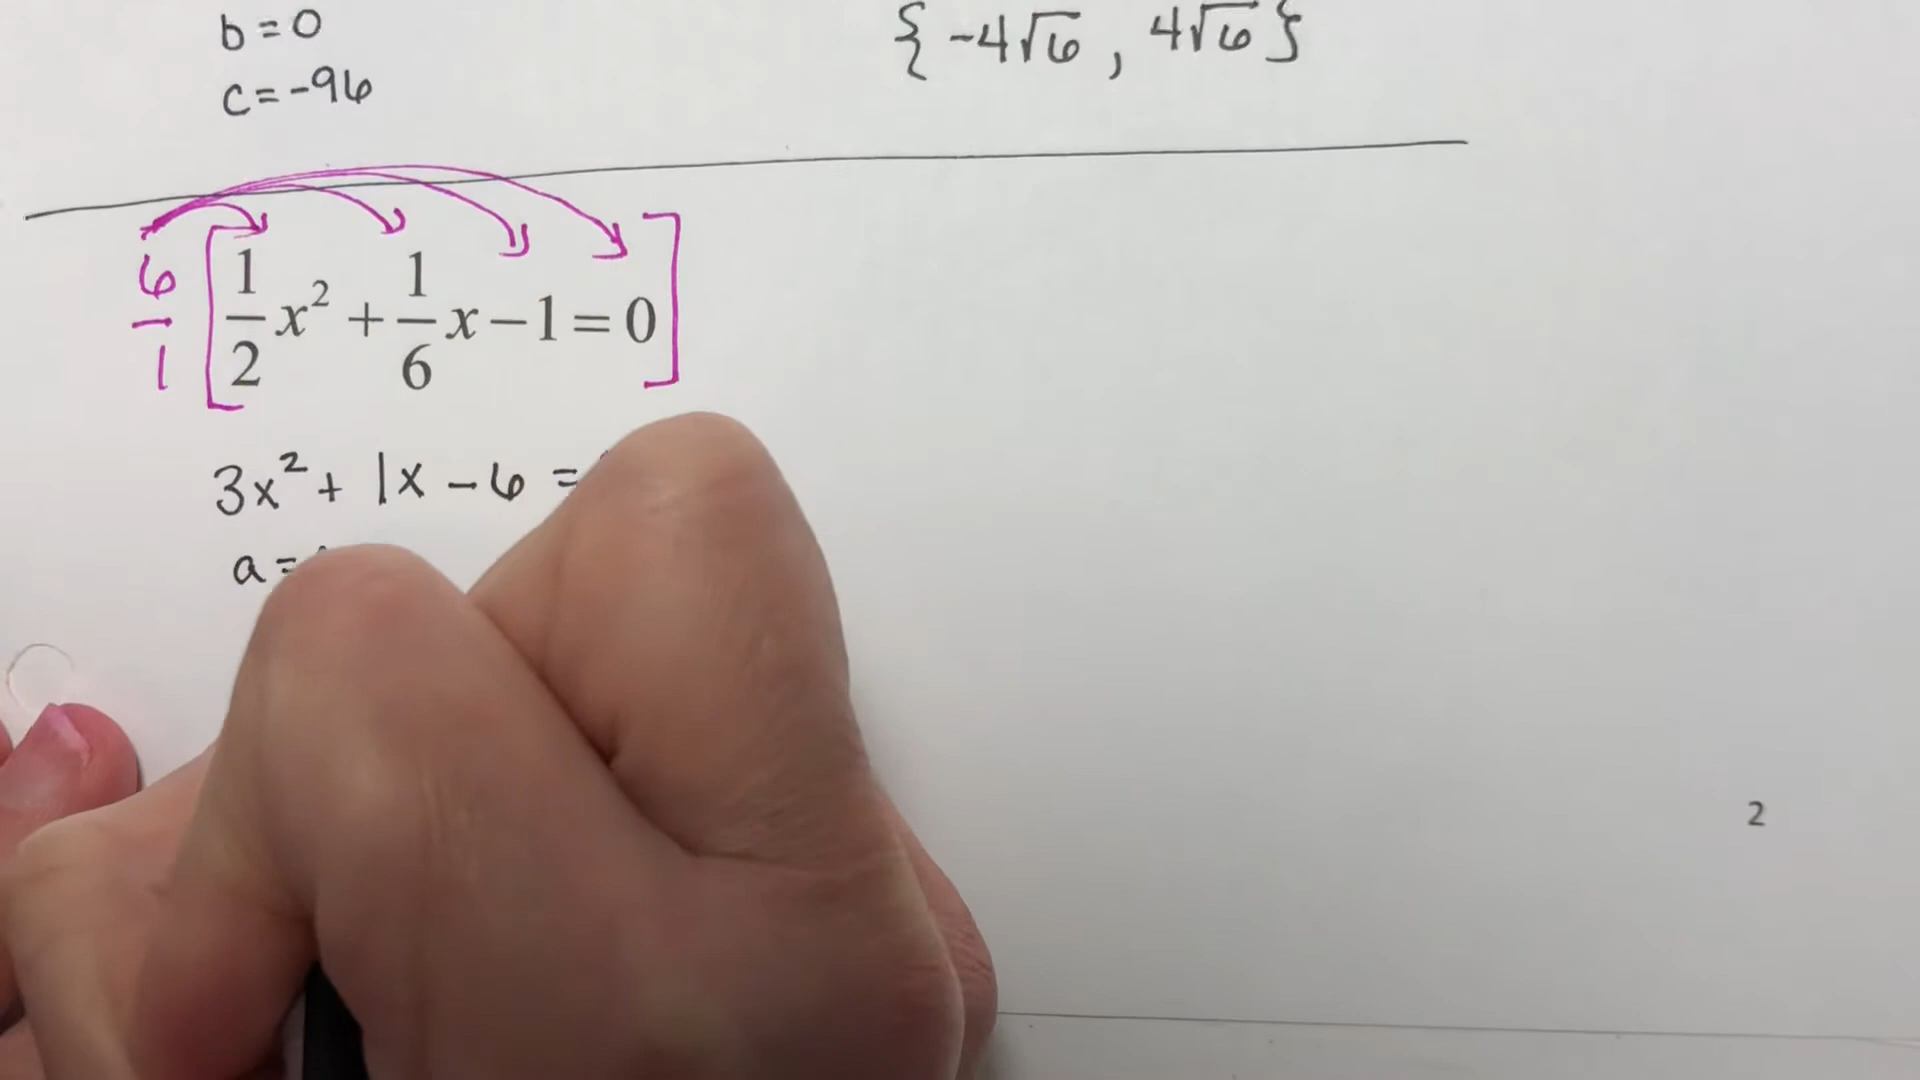 b=0
{-4√6, 4√6}
c=-96
6/1 [1/2 x² + 1/6 x - 1 = 0]
3x² + 1x - 6 =
a =
2